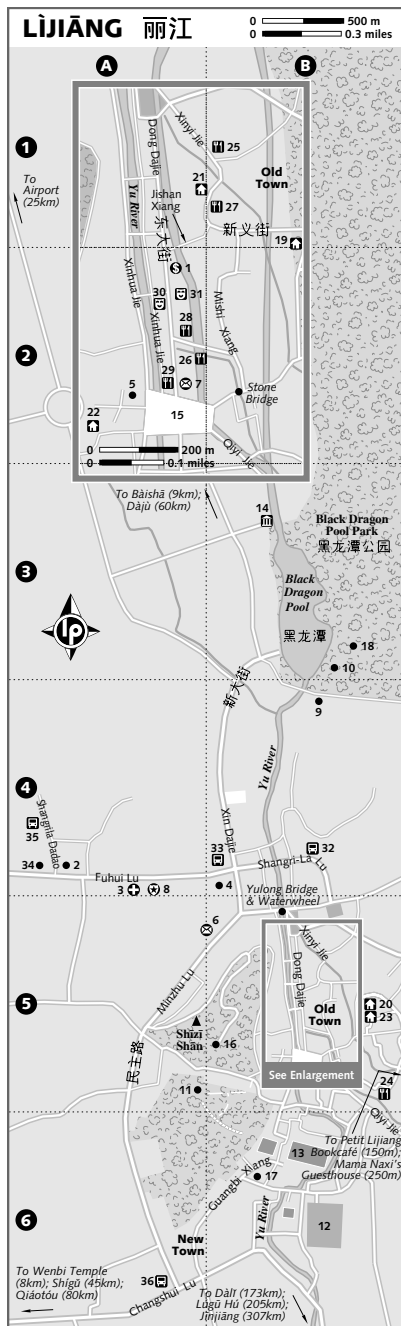 LÌJIĀNG 丽江
0 500 m
0 0.3 miles
A
B
1
To
Airport
(25km)
Dong Dajie
Xinyi Jie
25
21
Old
Town
Jishan
Xiang
27
Yu River
东大街
新义街
19
1
30
31
Xinhua Jie
Xinhua Jie
28
Mishi Xiang
2
26
29
7
5
Stone
Bridge
22
15
Qiyi Jie
0 200 m
0 0.1 miles
To Bàishā (9km);
Dàjù (60km)
14
Black Dragon
Pool Park
黑龙潭公园
3
Black
Dragon
Pool
黑龙潭
lp
18
10
新大街
9
Yu River
4
Shangrila Dadao
35
Xin Dajie
33
32
34
2
Shangri-La Lu
Fuhui Lu
3
8
4
Yulong Bridge
& Waterwheel
6
Xinyi Jie
Minzhu Lu
Dong Dajie
5
Old
Town
20
23
Shīzī
Shān
16
民主路
See Enlargement
24
11
Qiyi Jie
To Petit Lijiang
Bookcafé (150m);
Mama Naxi's
Guesthouse (250m)
13
Guangbi Xiang
17
Yu River
6
New
Town
12
To Wenbi Temple
(8km); Shígǔ (45km);
Qiáotóu (80km)
36
Changshui Lu
To Dàlǐ (173km);
Lúgū Hú (205km);
Jīnjiāng (307km)